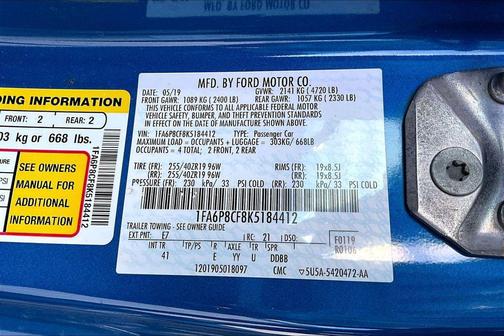 MFD. BY FORD MOTOR CO.
DATE: 05/19 GVWR: 2141 KG (4720 LB)
FRONT GAWR: 1089 KG (2400 LB) REAR GAWR: 1057 KG (2330 LB)
THIS VEHICLE CONFORMS TO ALL APPLICABLE FEDERAL MOTOR VEHICLE
SAFETY, BUMPER, AND THEFT PREVENTION STANDARDS
IN EFFECT ON THE DATE OF MANUFACTURE SHOWN ABOVE.
VIN: 1FA6P8CF8K5184412 TYPE: Passenger Car
MAXIMUM LOAD = OCCUPANTS + LUGGAGE = 303KG/668LB
OCCUPANTS = 4 TOTAL; 2 FRONT, 2 REAR
TIRE (FR): 255/40ZR19 96Y RIMS (FR) 19x8.5J
TIRE (RR): 255/40ZR19 96Y RIMS (RR) 19x8.5J
PRESSURE (FR) 230 kPa/ 33 PSI COLD (RR) 230 kPa/ 33 PSI COLD
1FA6P8CF8K5184412
TRAILER TOWING - SEE OWNER GUIDE
EXT PNT: E7 RC: 21 DSO: F0119
R0106
INT TR TP/PS R AXLE TR
41 E U DDBB
1201905018097 CMC 5U5A-5420472-AA
DING INFORMATION
FRONT 2 REAR 2
03 kg or 668 lbs.
SEE OWNERS
MANUAL FOR
ADDITIONAL
INFORMATION
1FA6P8CF8K5184412